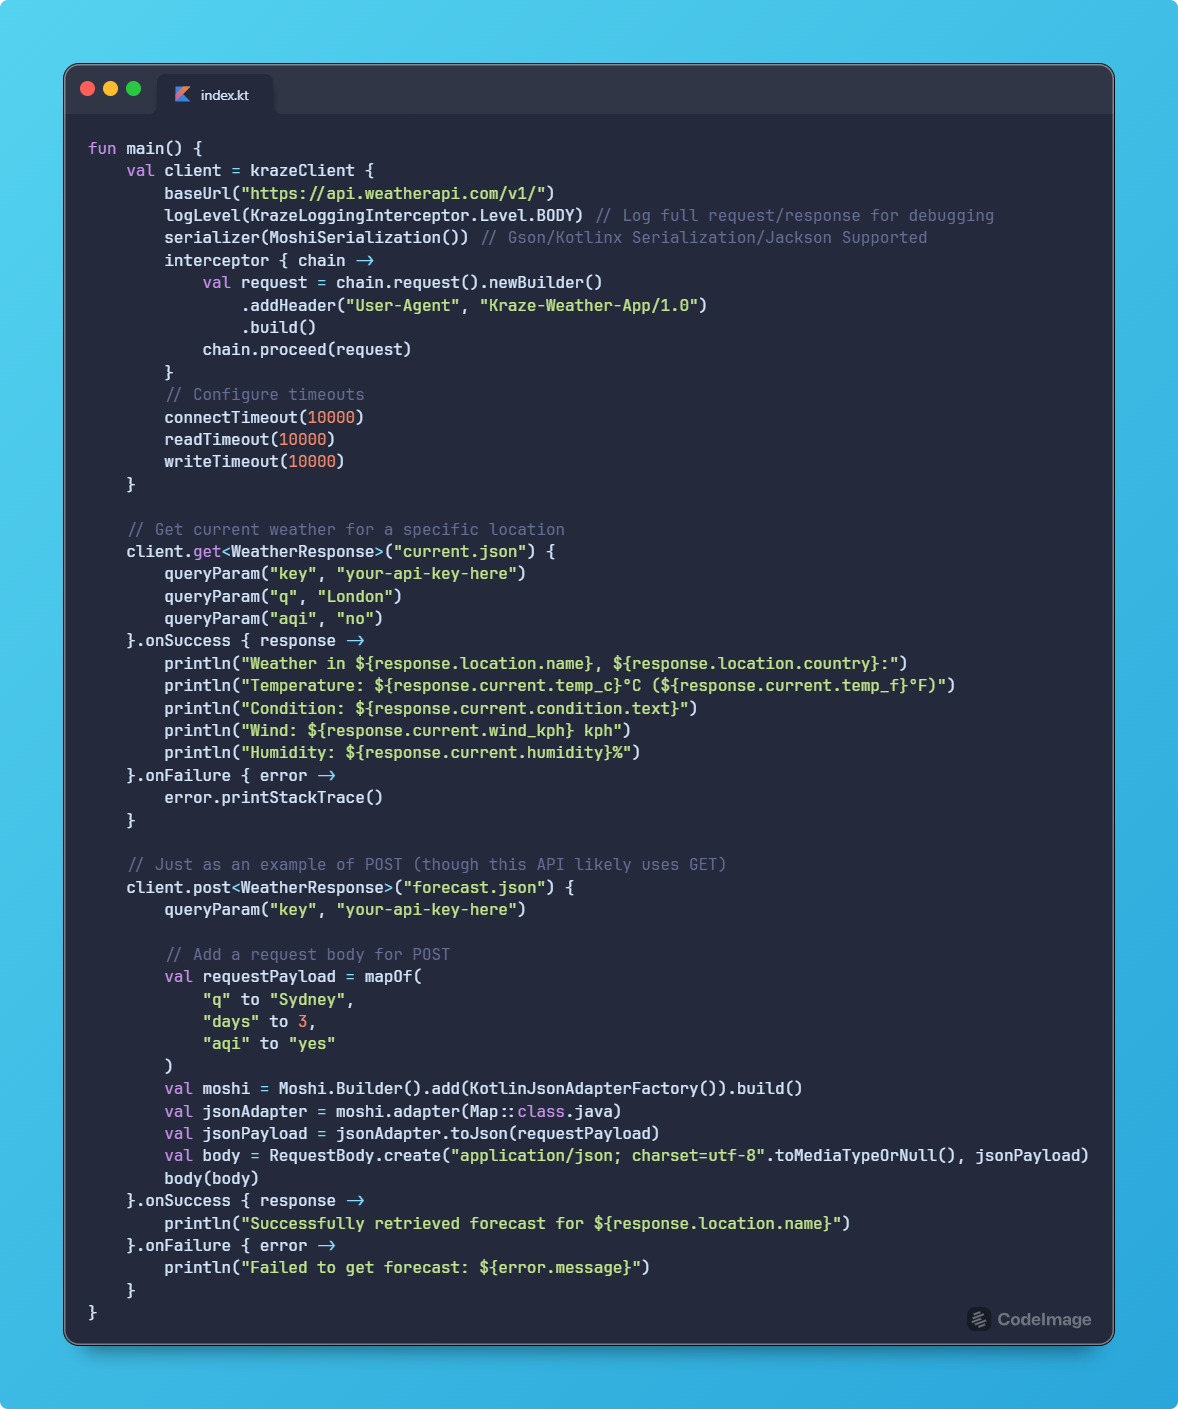 index.kt
fun main() {
    val client = krazeClient {
        baseUrl("https://api.weatherapi.com/v1/")
        logLevel(KrazeLoggingInterceptor.Level.BODY) // Log full request/response for debugging
        serializer(MoshiSerialization()) // Gson/Kotlinx Serialization/Jackson Supported
        interceptor { chain ->
            val request = chain.request().newBuilder()
                .addHeader("User-Agent", "Kraze-Weather-App/1.0")
                .build()
            chain.proceed(request)
        }
        // Configure timeouts
        connectTimeout(10000)
        readTimeout(10000)
        writeTimeout(10000)
    }

    // Get current weather for a specific location
    client.get<WeatherResponse>("current.json") {
        queryParam("key", "your-api-key-here")
        queryParam("q", "London")
        queryParam("aqi", "no")
    }.onSuccess { response ->
        println("Weather in ${response.location.name}, ${response.location.country}:")
        println("Temperature: ${response.current.temp_c}°C (${response.current.temp_f}°F)")
        println("Condition: ${response.current.condition.text}")
        println("Wind: ${response.current.wind_kph} kph")
        println("Humidity: ${response.current.humidity}%")
    }.onFailure { error ->
        error.printStackTrace()
    }

    // Just as an example of POST (though this API likely uses GET)
    client.post<WeatherResponse>("forecast.json") {
        queryParam("key", "your-api-key-here")

        // Add a request body for POST
        val requestPayload = mapOf(
            "q" to "Sydney",
            "days" to 3,
            "aqi" to "yes"
        )
        val moshi = Moshi.Builder().add(KotlinJsonAdapterFactory()).build()
        val jsonAdapter = moshi.adapter(Map::class.java)
        val jsonPayload = jsonAdapter.toJson(requestPayload)
        val body = RequestBody.create("application/json; charset=utf-8".toMediaTypeOrNull(), jsonPayload)
        body(body)
    }.onSuccess { response ->
        println("Successfully retrieved forecast for ${response.location.name}")
    }.onFailure { error ->
        println("Failed to get forecast: ${error.message}")
    }
}
CodeImage